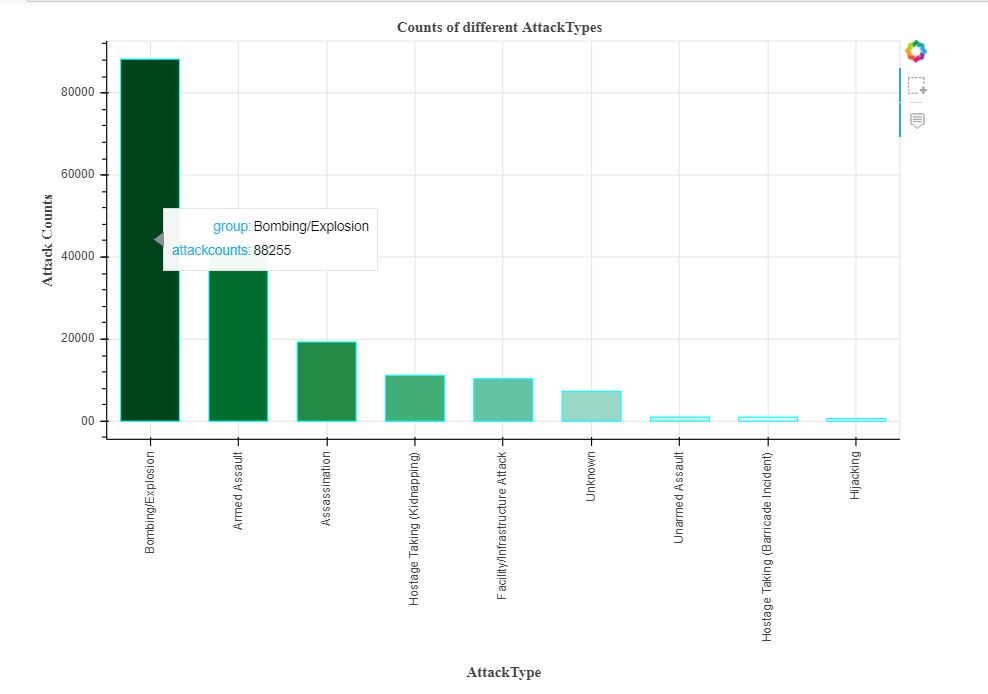 Counts of different AttackTypes
80000
60000
40000
20000
00
Attack Counts
group: Bombing/Explosion
attackcounts: 88255
Bombing/Explosion
Armed Assault
Assassination
Hostage Taking (Kidnapping)
Facility/Infrastructure Attack
Unknown
Unarmed Assault
Hostage Taking (Barricade Incident)
Hijacking
AttackType